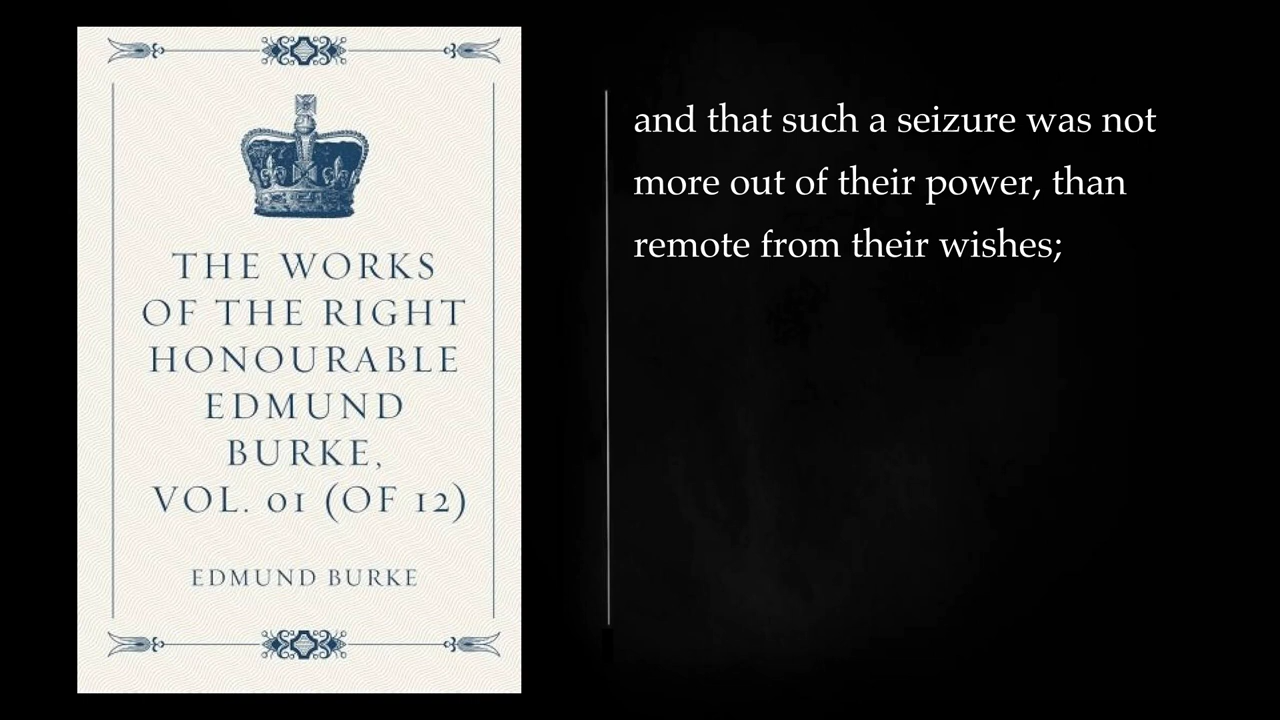 THE WORKS
OF THE RIGHT
HONOURABLE
EDMUND
BURKE,
VOL. 01 (OF 12)
EDMUND BURKE
and that such a seizure was not
more out of their power, than
remote from their wishes;